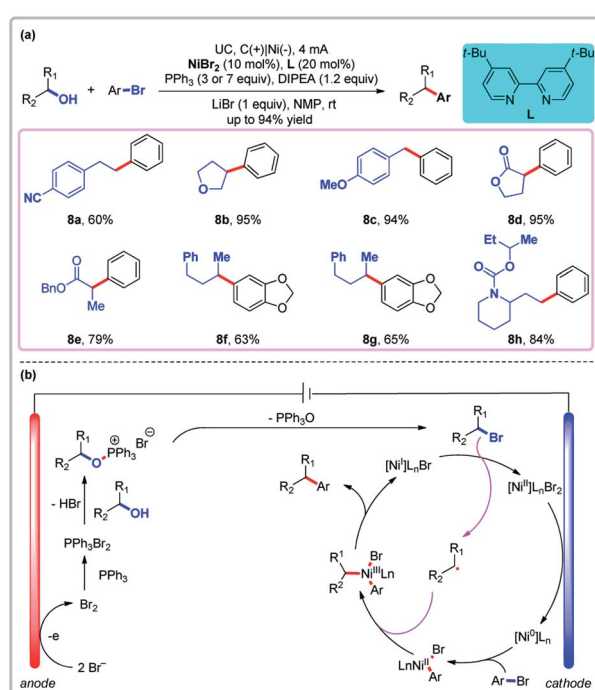 (a)
UC, C(+)|Ni(-), 4 mA
NiBr2 (10 mol%), L (20 mol%)
PPh3 (3 or 7 equiv), DIPEA (1.2 equiv)
LiBr (1 equiv), NMP, rt
up to 94% yield
R1
R2 OH + Ar-Br
R1
R2 Ar
t-Bu t-Bu
N N
L
NC
8a, 60%
O
8b, 95%
MeO
8c, 94%
O
O
8d, 95%
O
BnO
Me
8e, 79%
Ph Me
O
O
8f, 63%
Ph Me
O
O
8g, 65%
Et Me
O O
N
8h, 84%
(b)
- PPh3O
R1
R2 O PPh3 Br−
+
- HBr
R1
R2 OH
PPh3Br2
PPh3
Br2
-e
2 Br−
anode
R1
R2 Br
[NiI]LnBr
[NiII]LnBr2
R1
R2 Ar
R1 Br
NiIIILn
R2 Ar
R1
R2 •
[Ni0]Ln
Br
LnNiII
Ar
Ar-Br
cathode